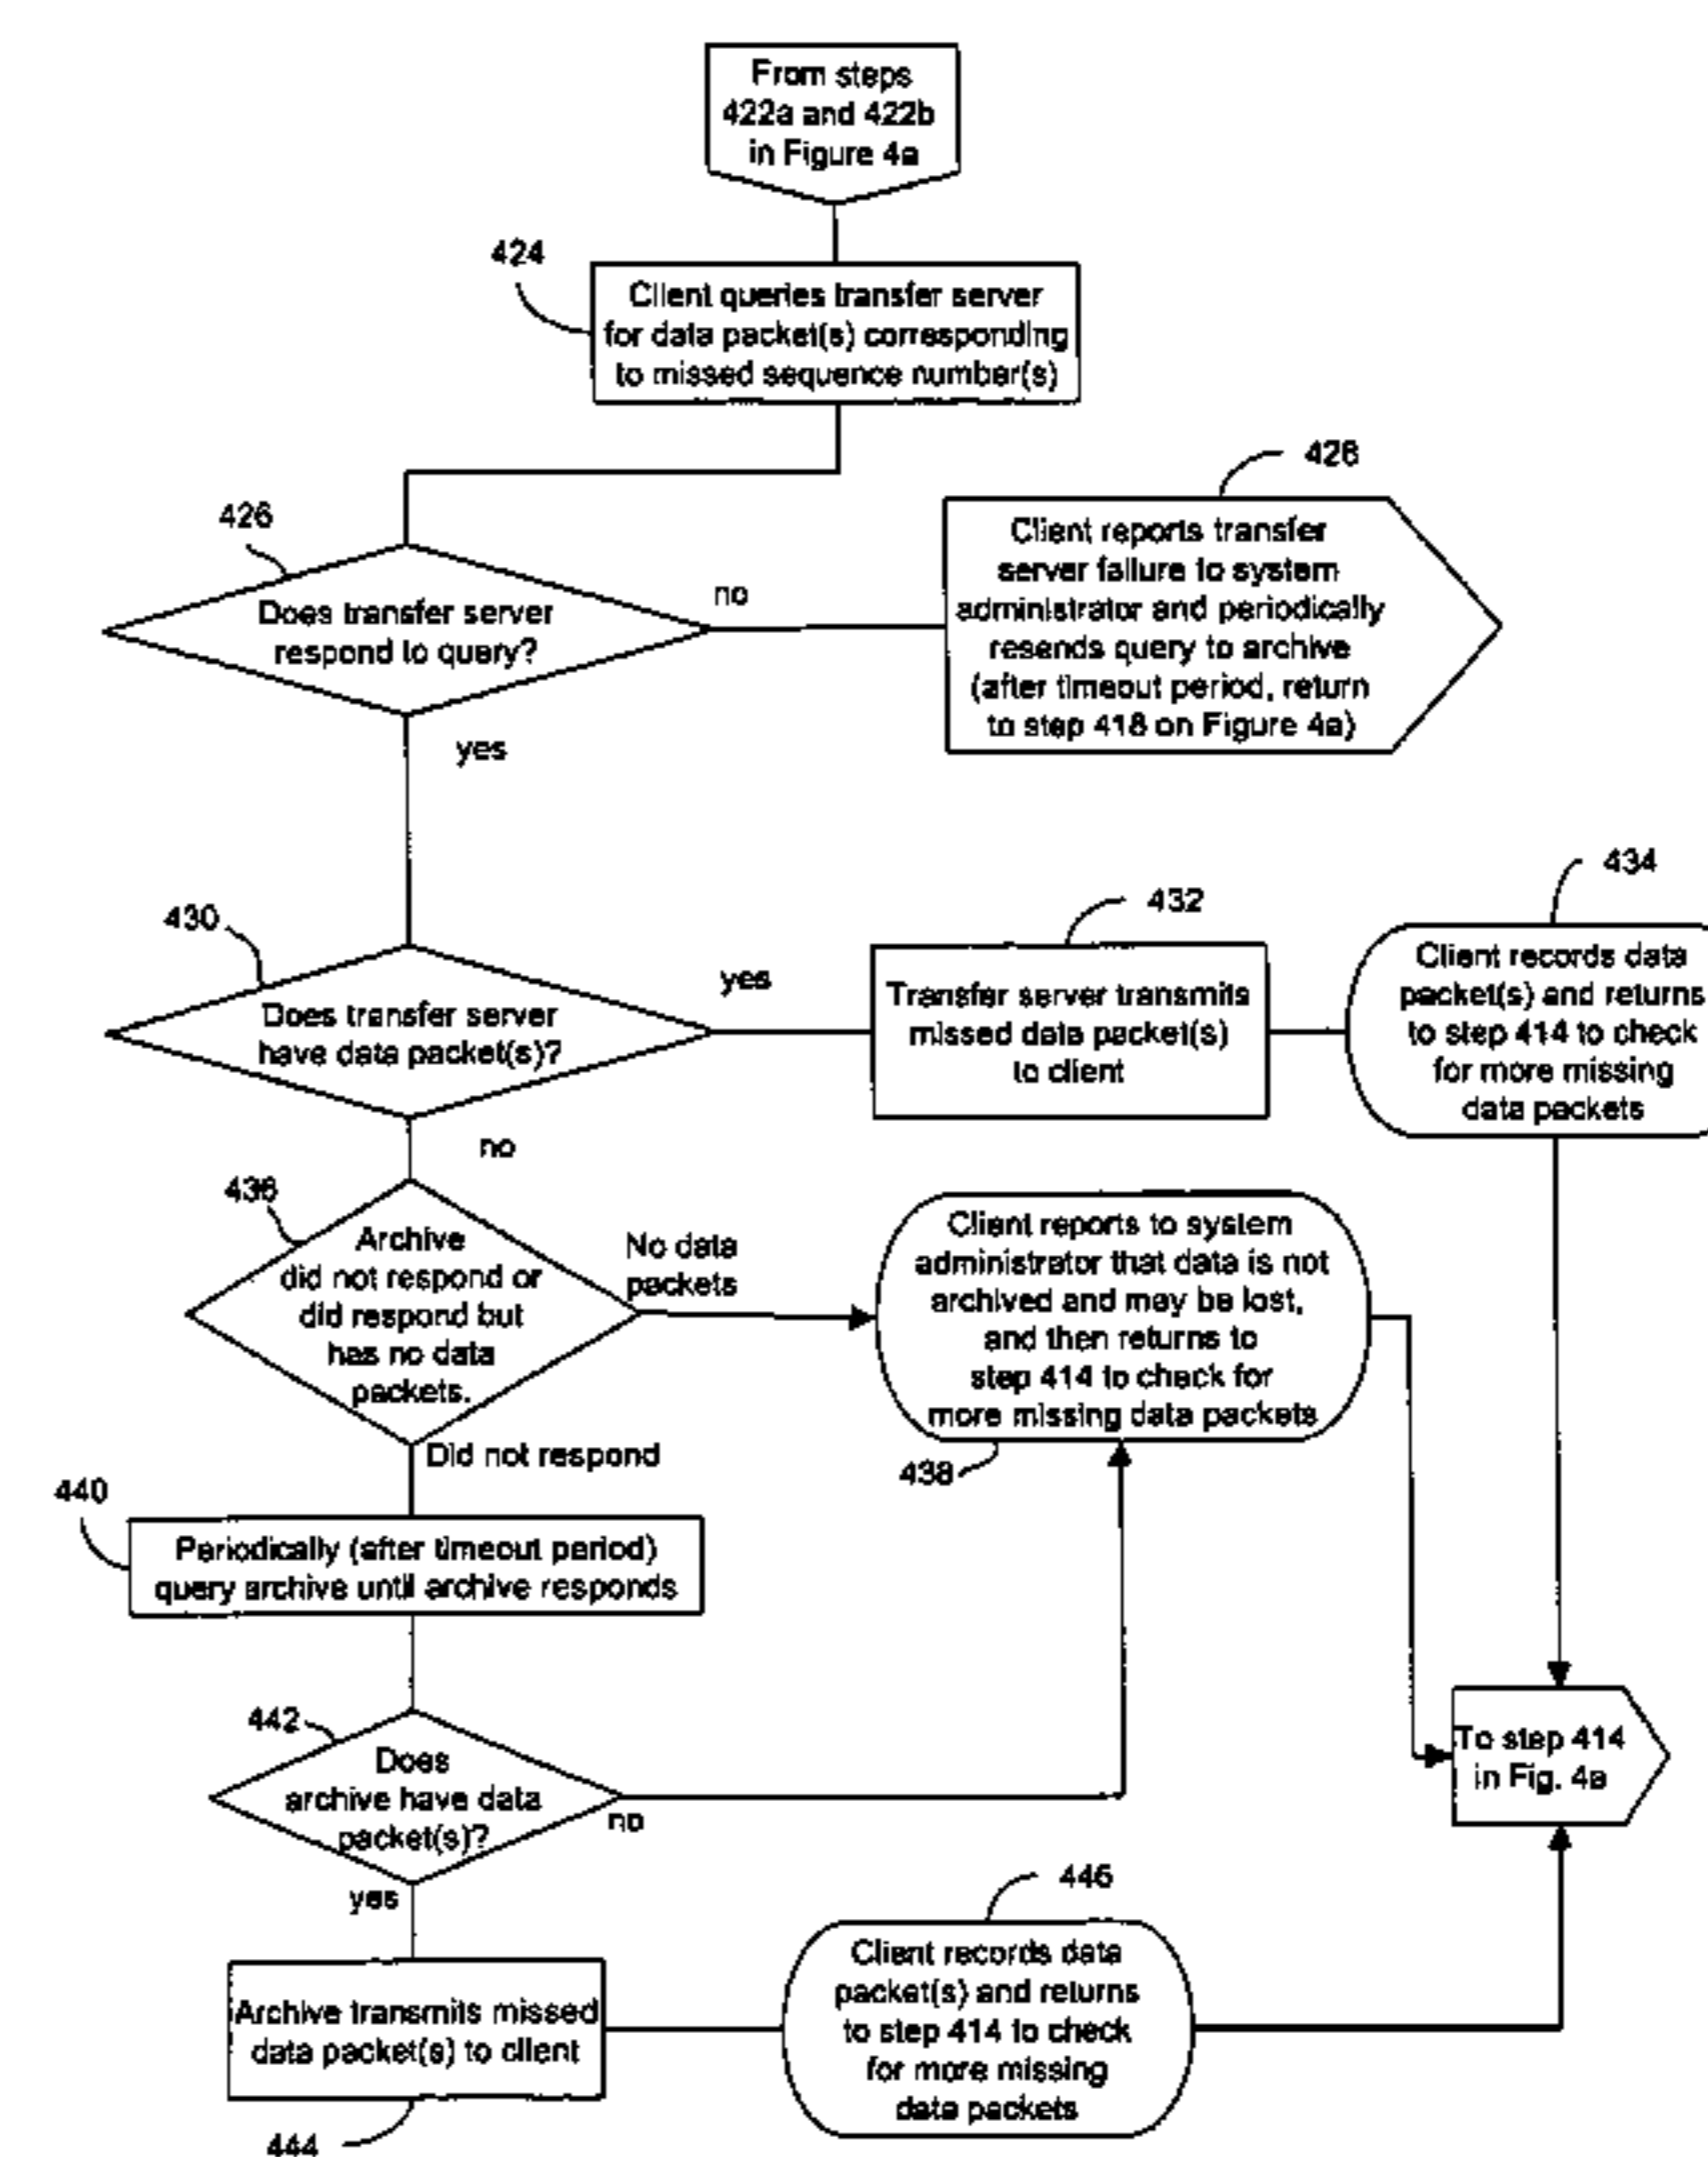 From steps
422a and 422b
in Figure 4a
424
Client queries transfer server
for data packet(s) corresponding
to missed sequence number(s)
426
Does transfer server
respond to query?
no
yes
428
Client reports transfer
server failure to system
administrator and periodically
resends query to archive
(after timeout period, return
to step 418 on Figure 4a)
430
Does transfer server
have data packet(s)?
yes
no
432
Transfer server transmits
missed data packet(s)
to client
434
Client records data
packet(s) and returns
to step 414 to check
for more missing
data packets
436
Archive
did not respond or
did respond but
has no data
packets.
No data
packets
Did not respond
Client reports to system
administrator that data is not
archived and may be lost,
and then returns to
step 414 to check for
more missing data packets
438
440
Periodically (after timeout period)
query archive until archive responds
442
Does
archive have data
packet(s)?
no
yes
To step 414
in Fig. 4a
Archive transmits missed
data packet(s) to client
444
446
Client records data
packet(s) and returns
to step 414 to check
for more missing
data packets